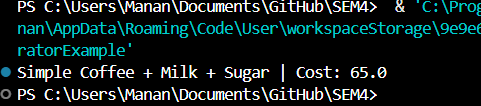 PS C:\Users\Manan\Documents\GitHub\SEM4>  & 'C:\Prog
nan\AppData\Roaming\Code\User\workspaceStorage\9e9e6
ratorExample'
Simple Coffee + Milk + Sugar | Cost: 65.0
PS C:\Users\Manan\Documents\GitHub\SEM4>